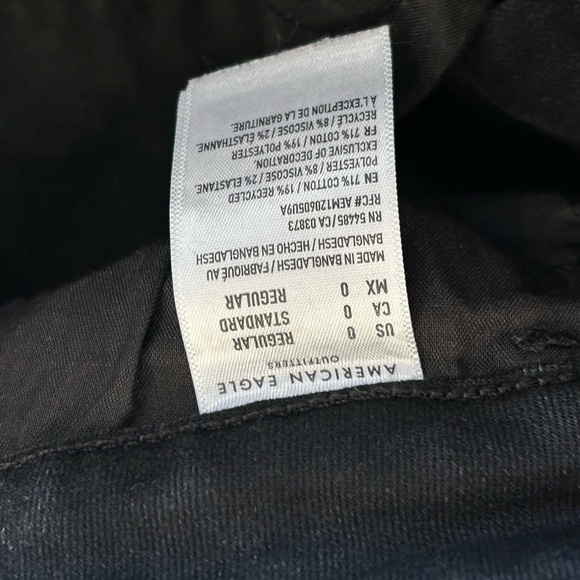 AMERICAN EAGLE
OUTFITTERS
US 0 REGULAR
CA 0 STANDARD
MX 0 REGULAR
MADE IN BANGLADESH / FABRIQUÉ AU
BANGLADESH / HECHO EN BANGLADESH
RN 54485 / CA 03873
RFC# AEM1206050U9A
EN 71% COTTON / 19% RECYCLED
POLYESTER / 8% VISCOSE / 2% ELASTANE.
EXCLUSIVE OF DECORATION.
FR 71% COTON / 19% POLYESTER
RECYCLÉ / 8% VISCOSE / 2% ÉLASTHANNE.
À L'EXCEPTION DE LA GARNITURE.